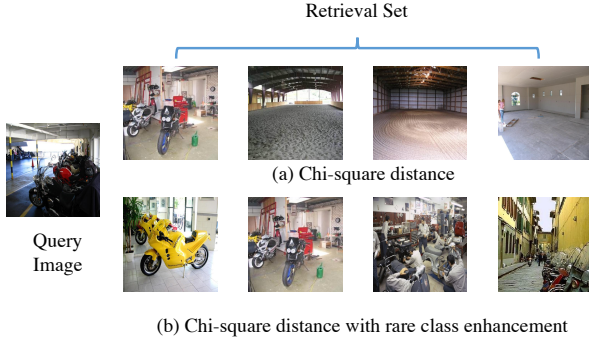 Retrieval Set
(a) Chi-square distance
Query
Image
(b) Chi-square distance with rare class enhancement